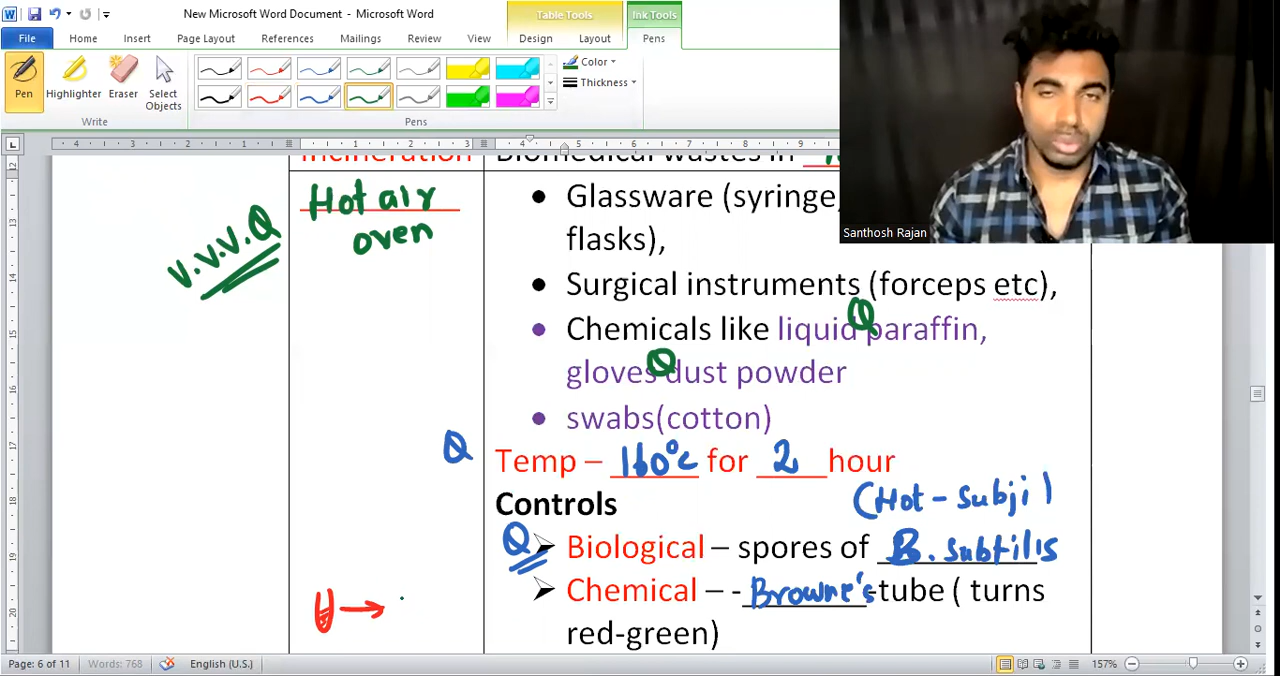 New Microsoft Word Document - Microsoft Word
Table Tools
Ink Tools
File
Home
Insert
Page Layout
References
Mailings
Review
View
Design
Layout
Pens
Pen
Highlighter
Eraser
Select
Objects
Color
Thickness
Write
Pens
Santhosh Rajan
Incineration
Biomedical wastes in
V.V.V.Q
Hot air
oven
• Glassware (syringe,
flasks),
• Surgical instruments (forceps etc),
Q
• Chemicals like liquid paraffin,
Q
gloves dust powder
• swabs(cotton)
Q
Temp – 160°c for 2 hour
Controls
(Hot - Subji)
Q
➢ Biological – spores of B. subtilis
➢ Chemical – - Browne's -tube ( turns
red-green)
Page: 6 of 11
Words: 768
English (U.S.)
157%